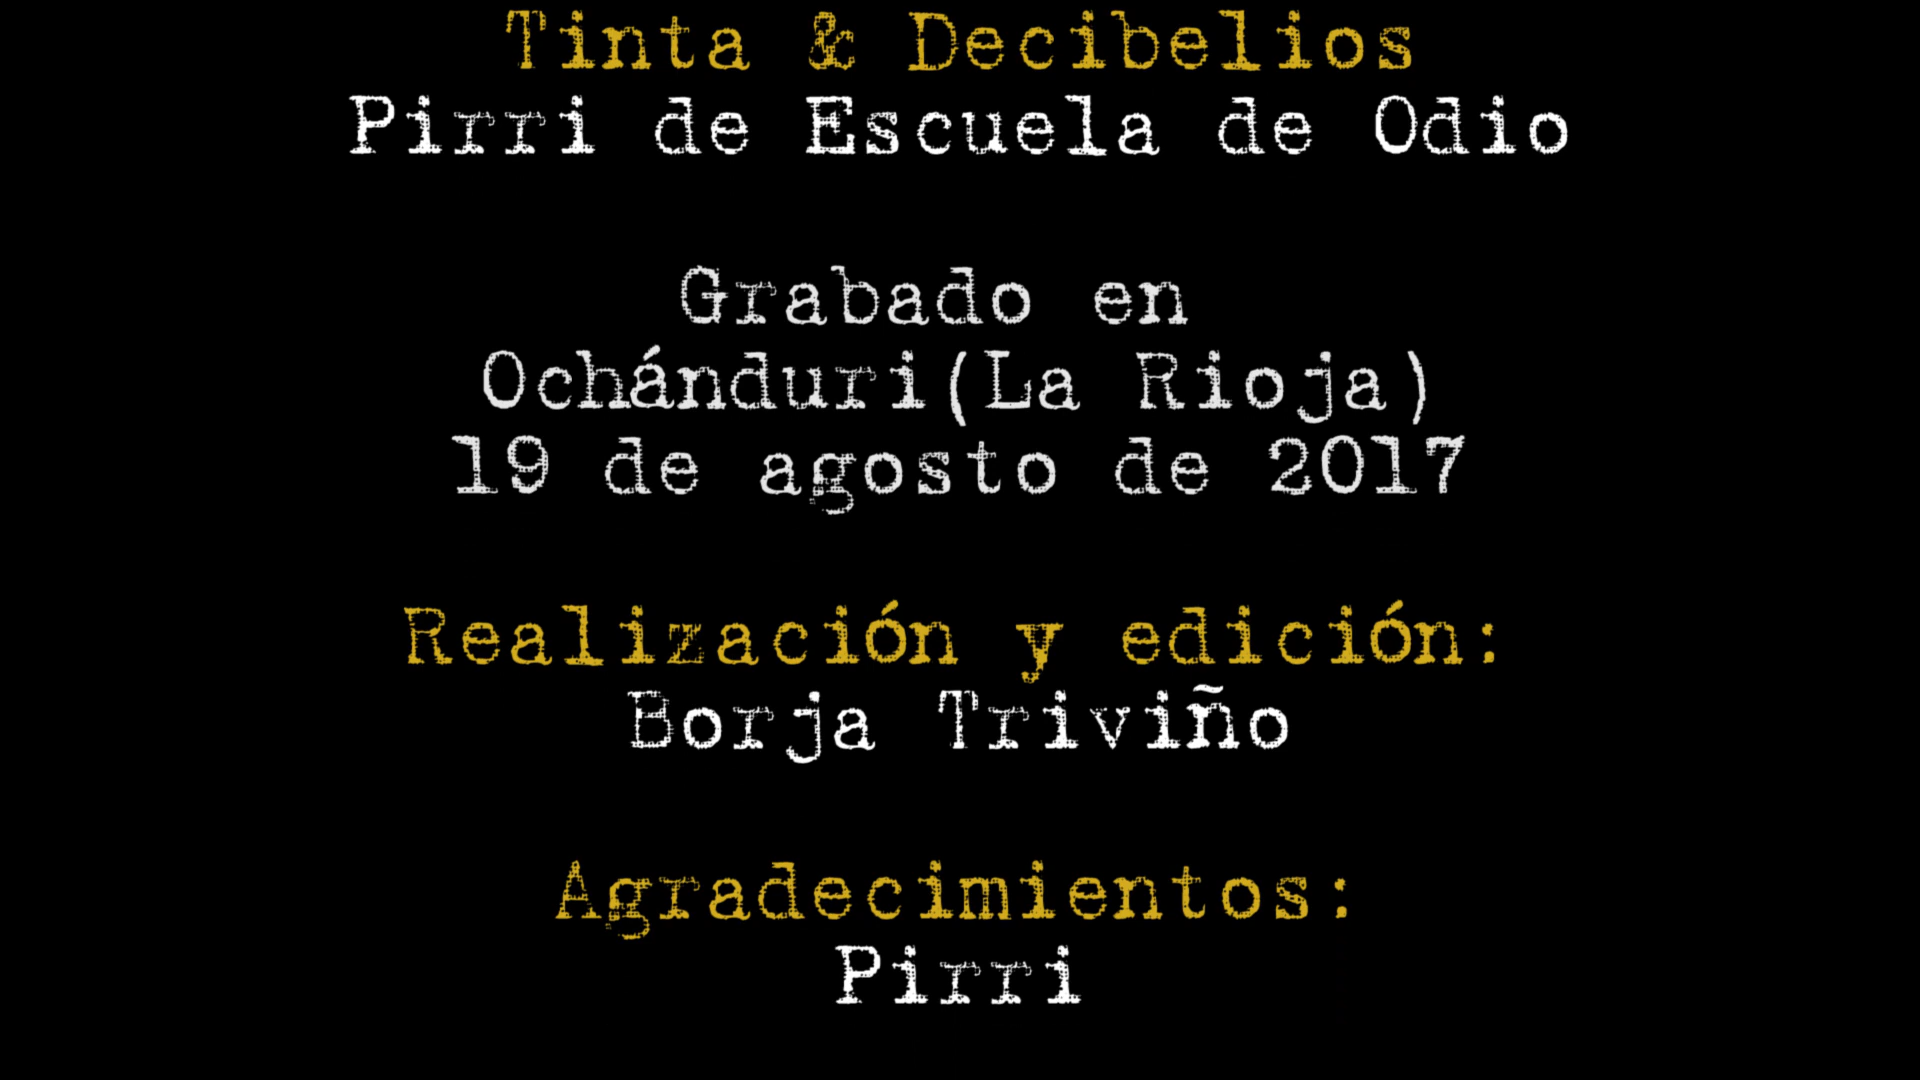 Tinta & Decibelios
Pirri de Escuela de Odio
Grabado en
Ochánduri(La Rioja)
19 de agosto de 2017
Realización y edición:
Borja Triviño
Agradecimientos:
Pirri